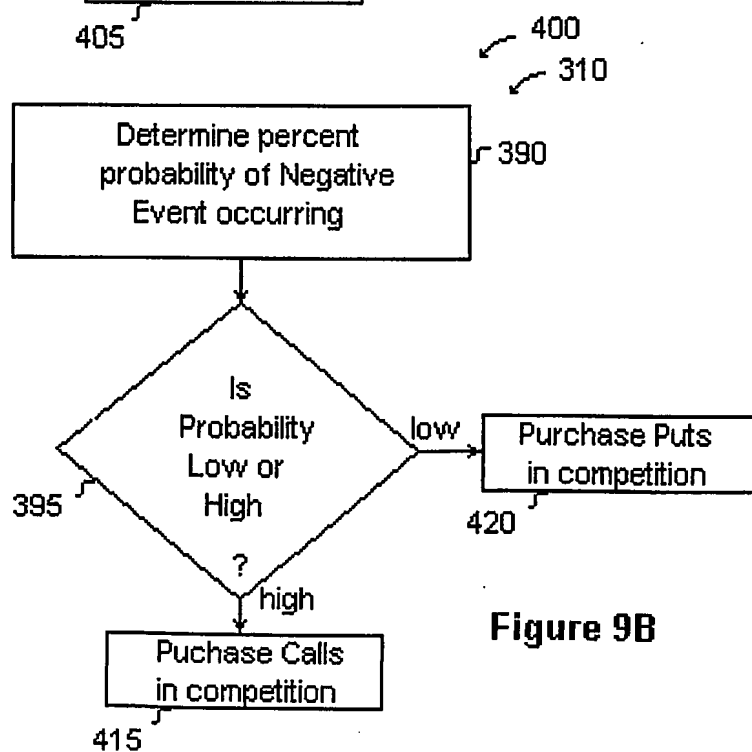 405
400
310
Determine percent
probability of Negative
Event occurring
390
Is
Probability
Low or
High
?
395
low
Purchase Puts
in competition
420
high
Puchase Calls
in competition
415
Figure 9B